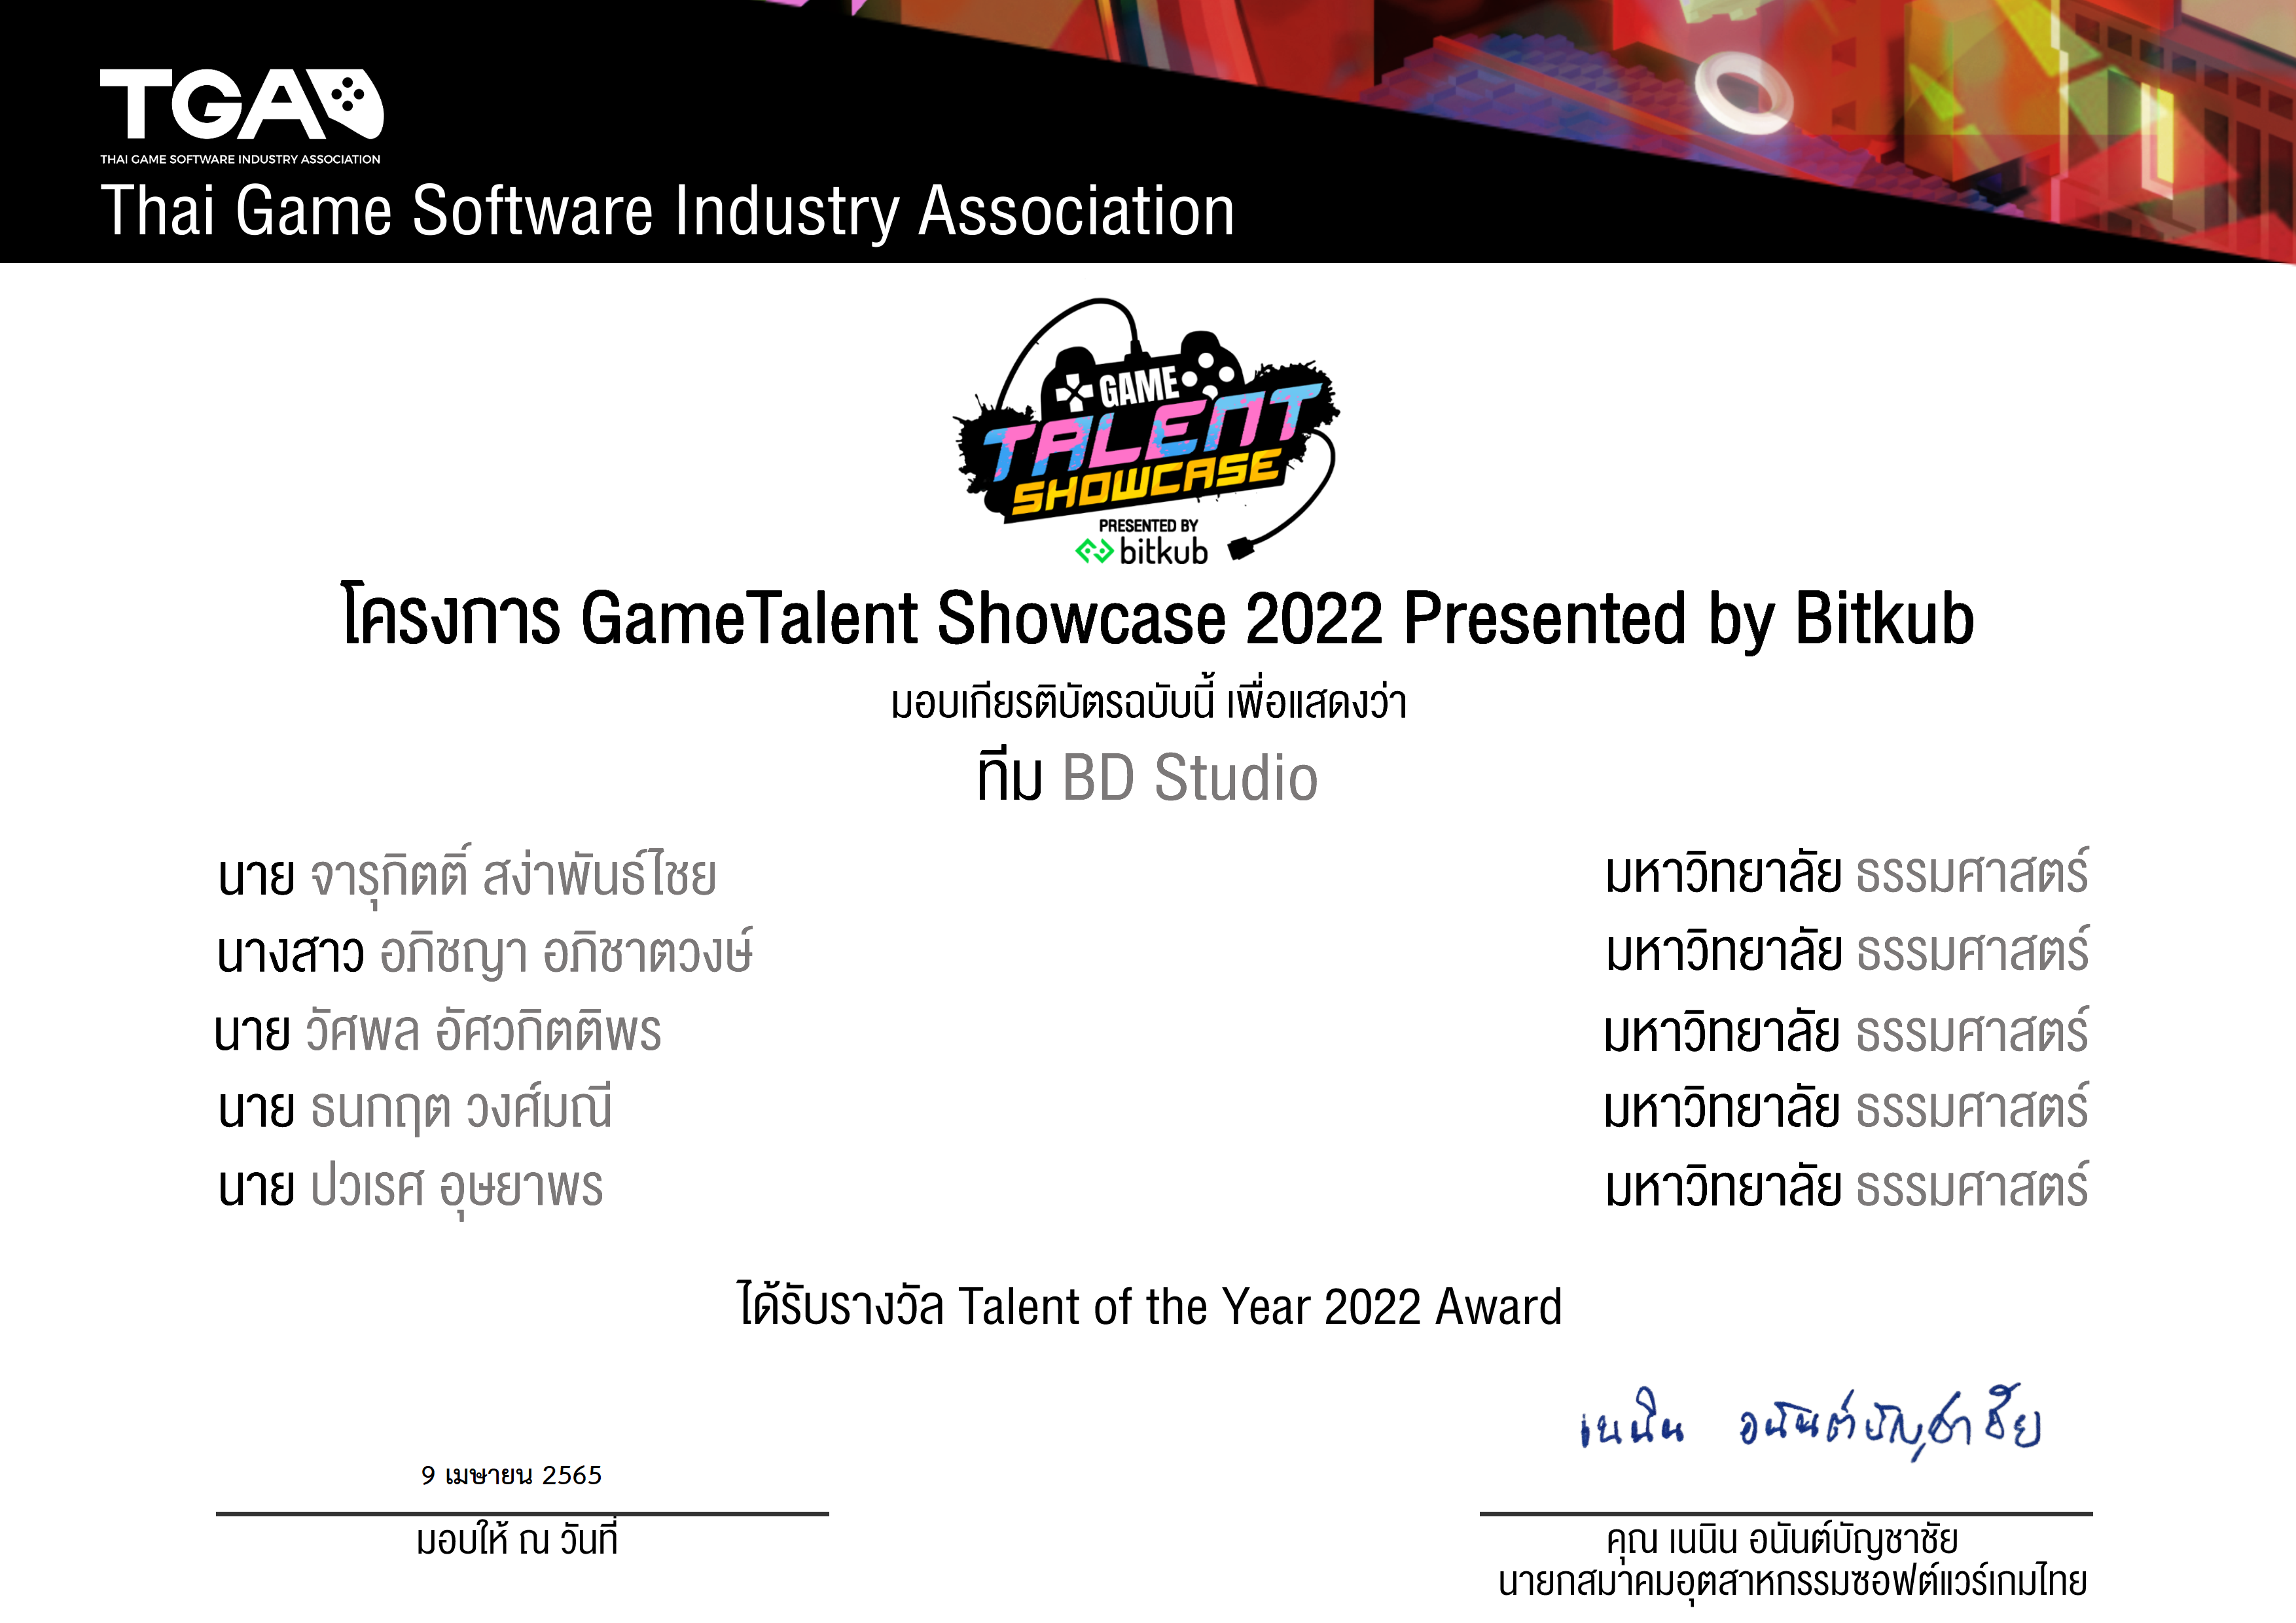 TGA
THAI GAME SOFTWARE INDUSTRY ASSOCIATION
Thai Game Software Industry Association
GAME
TALENT
SHOWCASE
PRESENTED BY
bitkub
โครงการ GameTalent Showcase 2022 Presented by Bitkub
มอบเกียรติบัตรฉบับนี้ เพื่อแสดงว่า
ทีม BD Studio
นาย จารุกิตติ์ สง่าพันธ์ไชย มหาวิทยาลัย ธรรมศาสตร์
นางสาว อภิชญา อภิชาตวงษ์ มหาวิทยาลัย ธรรมศาสตร์
นาย วัศพล อัศวกิตติพร มหาวิทยาลัย ธรรมศาสตร์
นาย ธนกฤต วงศ์มณี มหาวิทยาลัย ธรรมศาสตร์
นาย ปวเรศ อุษยาพร มหาวิทยาลัย ธรรมศาสตร์
ได้รับรางวัล Talent of the Year 2022 Award
เนนิน อนันต์บัญชาชัย
9 เมษายน 2565
มอบให้ ณ วันที่
คุณ เนนิน อนันต์บัญชาชัย
นายกสมาคมอุตสาหกรรมซอฟต์แวร์เกมไทย